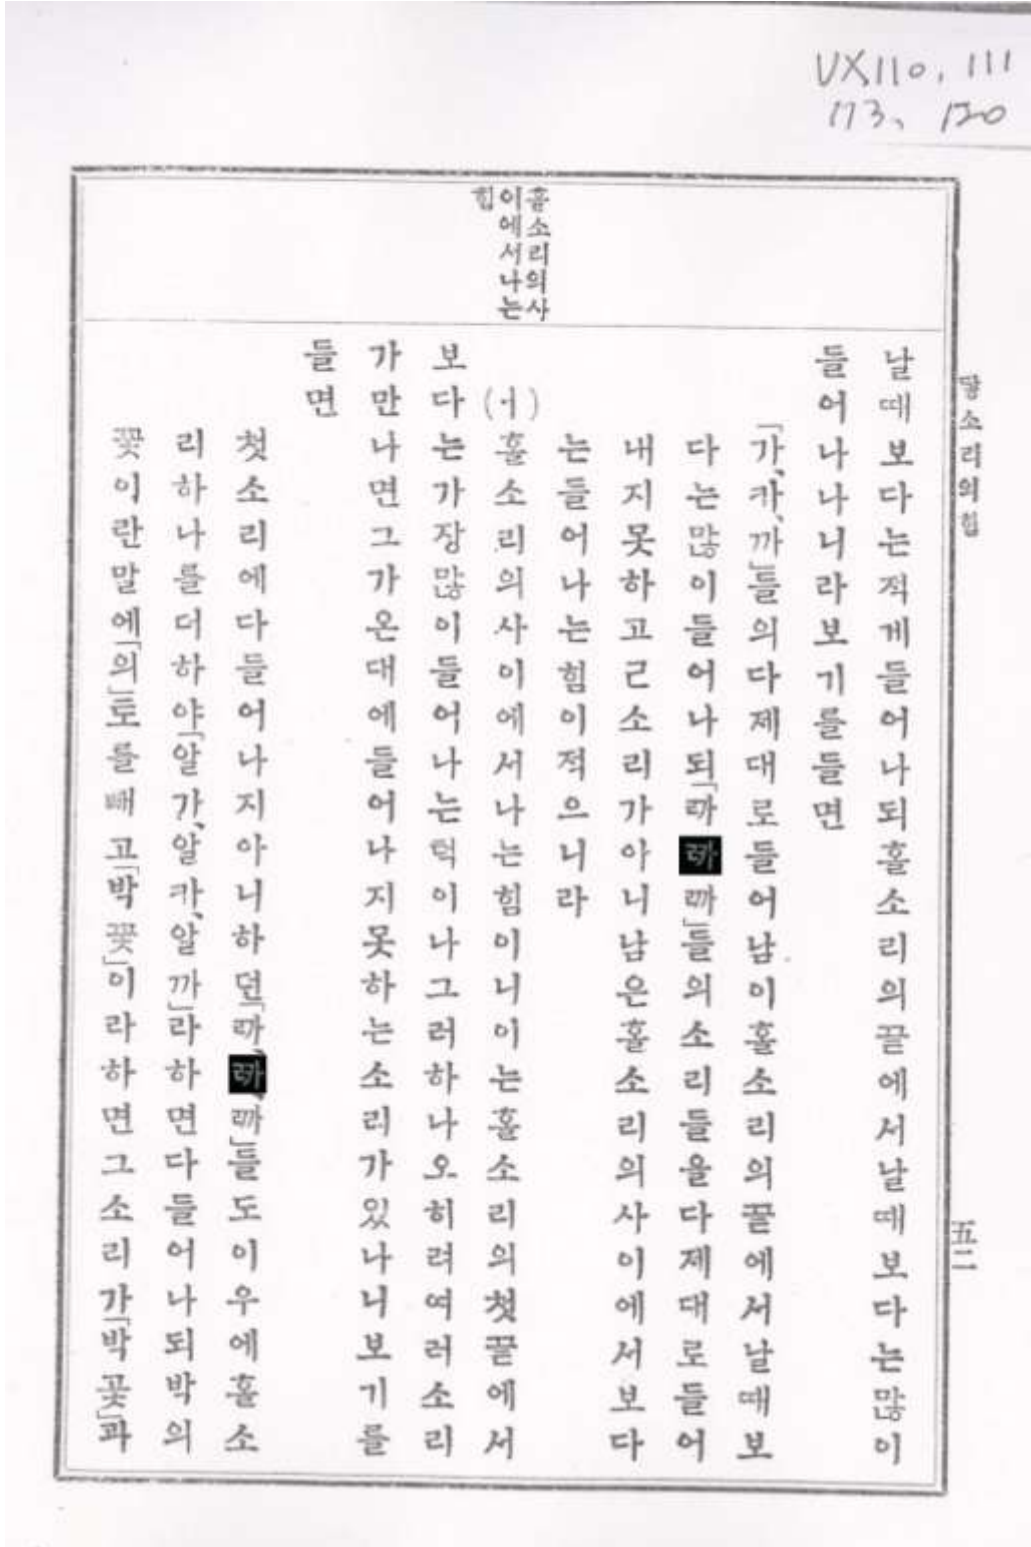 VX110, 111
113, 120
닿소리의힘
五二
홀소리의사
이에서나는
힘
날때보다는적게들어나되홀소리의끝에서날때보다는많이
들어나나니라보기를들면
「가、카、까」들의다제대로들어남이홀소리의끝에서날때보
다는많이들어나되「ꥤᅡꥮᅡꥥᅡ」들의소리들을다제대로들어
내지못하고ㄹ소리가아니남은홀소리의사이에서보다
는들어나는힘이적으니라
(ㅓ)홀소리의사이에서나는힘이니이는홀소리의첫끝에서
보다는가장많이들어나는턱이나그러하나오히려여러소리
가만나면그가온대에들어나지못하는소리가있나니보기를
들면
첫소리에다들어나지아니하던「ꥤᅡ、ꥮᅡ、ꥥᅡ」들도이우에홀소
리하나를더하야「알가、알카、알까」라하면다들어나되박의
꽃이란말에「의」토를빼고「박꽃」이라하면그소리가「박꽃」과